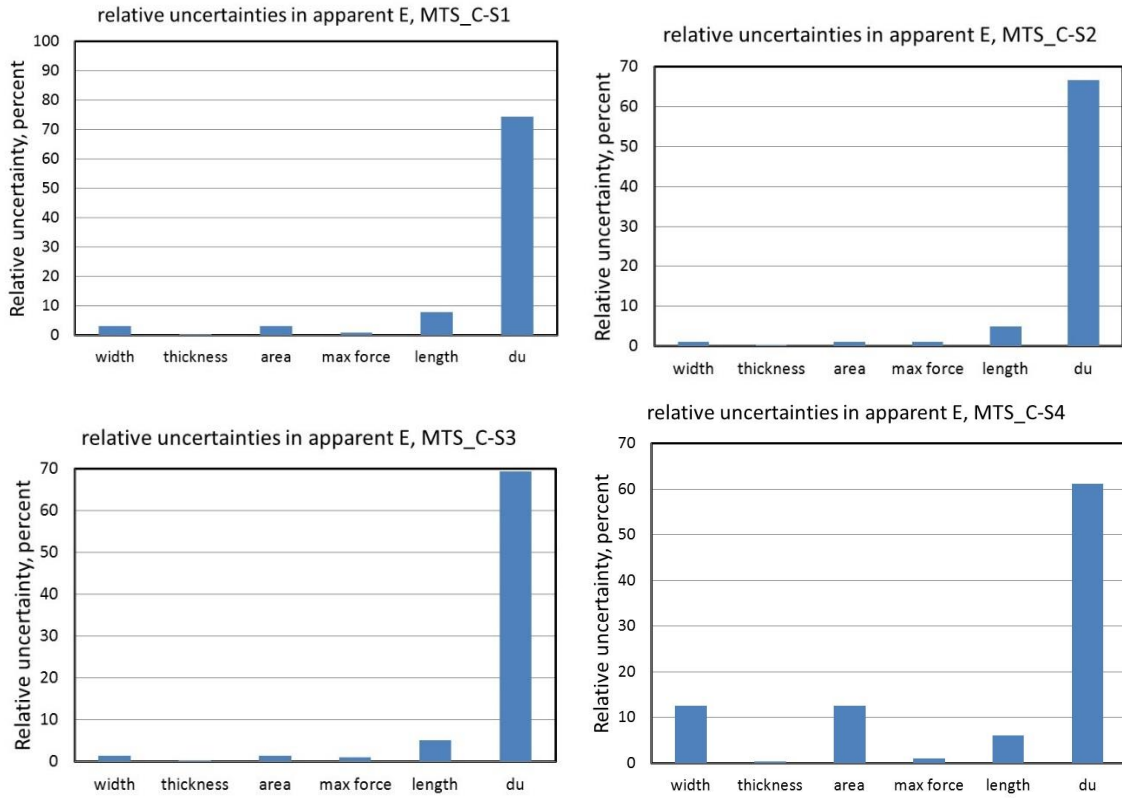 relative uncertainties in apparent E, MTS_C-S1
Relative uncertainty, percent
100
90
80
70
60
50
40
30
20
10
0
width thickness area max force length du
relative uncertainties in apparent E, MTS_C-S2
Relative uncertainty, percent
70
60
50
40
30
20
10
0
width thickness area max force length du
relative uncertainties in apparent E, MTS_C-S3
Relative uncertainty, percent
70
60
50
40
30
20
10
0
width thickness area max force length du
relative uncertainties in apparent E, MTS_C-S4
Relative uncertainty, percent
70
60
50
40
30
20
10
0
width thickness area max force length du